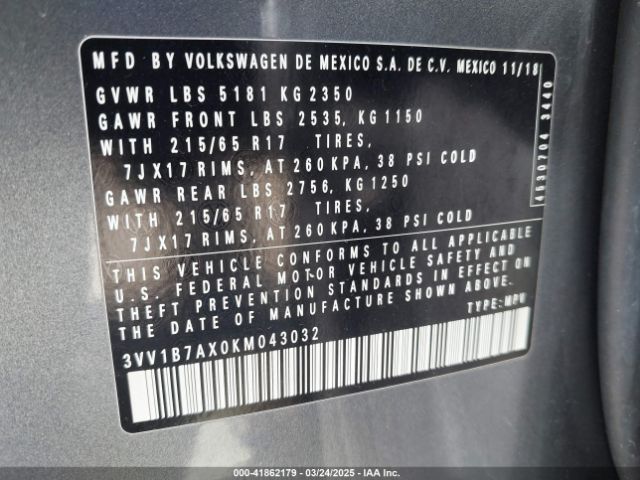 MFD BY VOLKSWAGEN DE MEXICO S.A. DE C.V. MEXICO 11/18
GVWR LBS 5181 KG 2350
GAWR FRONT LBS 2535, KG 1150
WITH 215/65 R17 TIRES,
7JX17 RIMS, AT 260 KPA, 38 PSI COLD
GAWR REAR LBS 2756, KG 1250
WITH 215/65 R17 TIRES,
7JX17 RIMS, AT 260 KPA, 38 PSI COLD
THIS VEHICLE CONFORMS TO ALL APPLICABLE
U.S. FEDERAL MOTOR VEHICLE SAFETY AND
THEFT PREVENTION STANDARDS IN EFFECT ON
THE DATE OF MANUFACTURE SHOWN ABOVE.
TYPE: MPV
3VV1B7AX0KM043032
4530704 3440
000-41862179 - 03/24/2025 - IAA Inc.